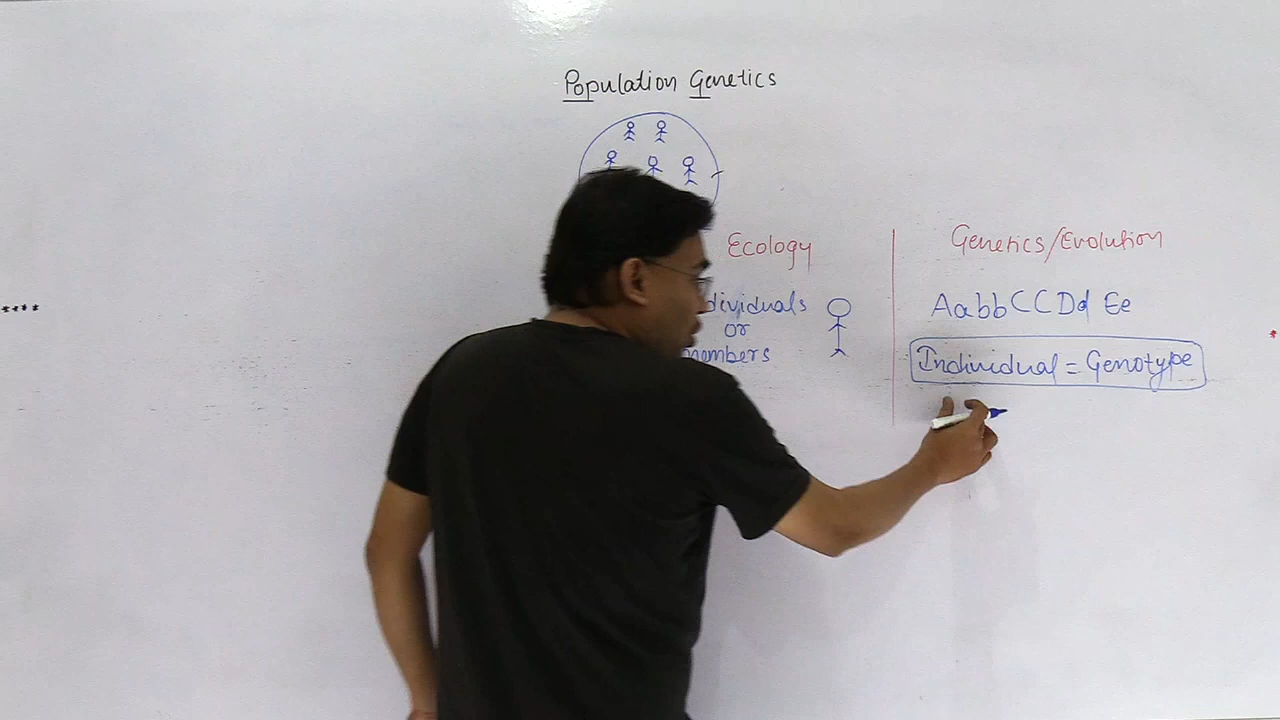 Population Genetics
Ecology
Genetics/Evolution
dividuals
or
members
AabbCCDd Ee
Individual = Genotype